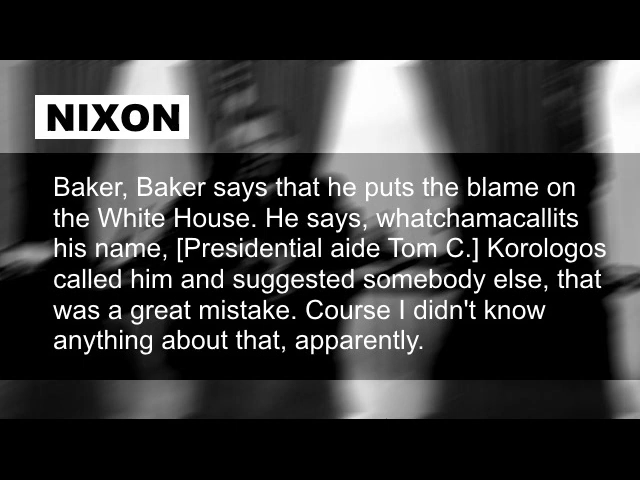 NIXON
Baker, Baker says that he puts the blame on
the White House. He says, whatchamacallits
his name, [Presidential aide Tom C.] Korologos
called him and suggested somebody else, that
was a great mistake. Course I didn't know
anything about that, apparently.